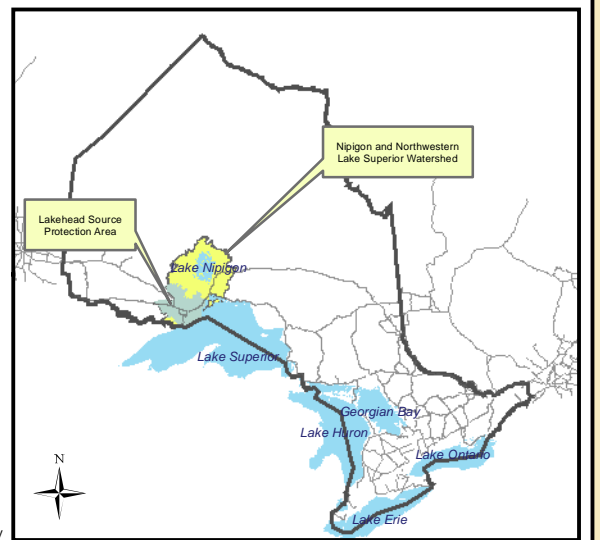 Nipigon and Northwestern
Lake Superior Watershed
Lakehead Source
Protection Area
Lake Nipigon
Lake Superior
Georgian Bay
Lake Huron
Lake Ontario
N
Lake Erie